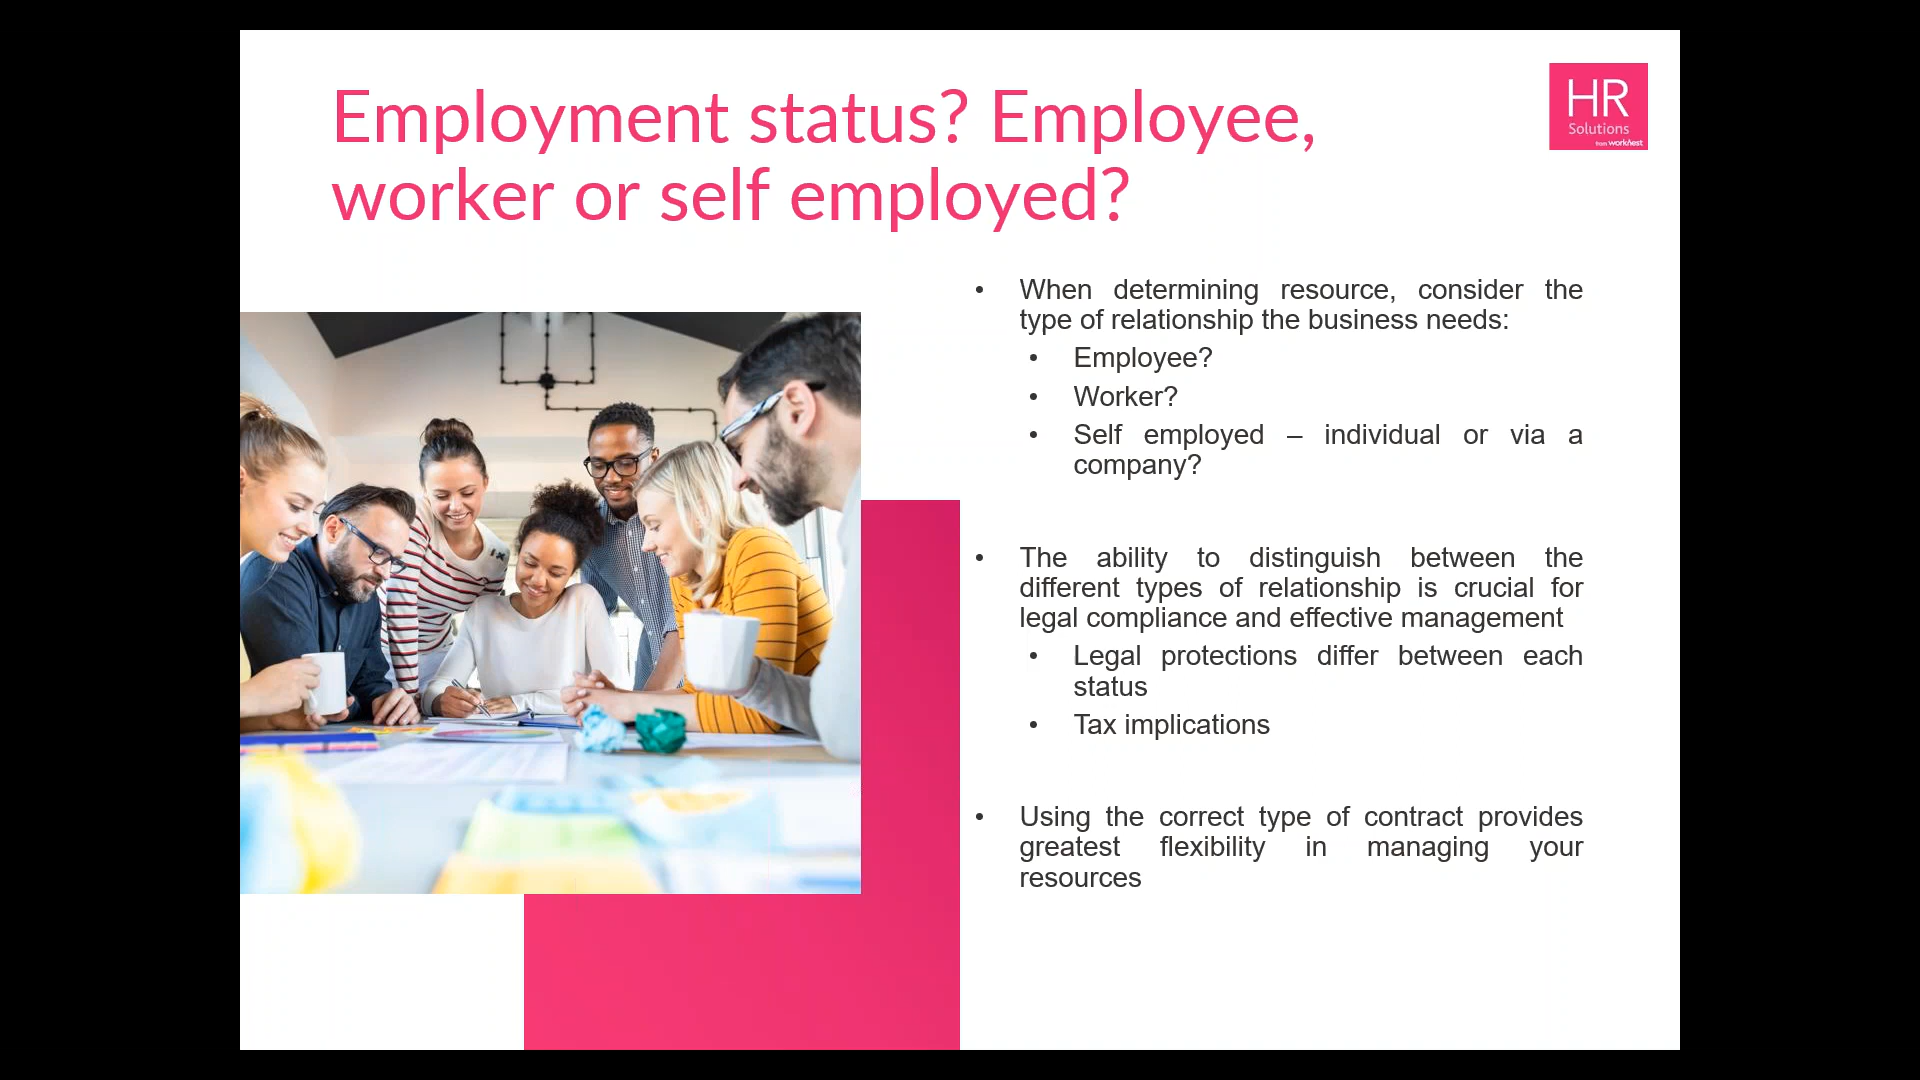 Employment status? Employee,
worker or self employed?
HR
Solutions
from worknest
• When determining resource, consider the
type of relationship the business needs:
• Employee?
• Worker?
• Self employed – individual or via a
company?
• The ability to distinguish between the
different types of relationship is crucial for
legal compliance and effective management
• Legal protections differ between each
status
• Tax implications
• Using the correct type of contract provides
greatest flexibility in managing your
resources